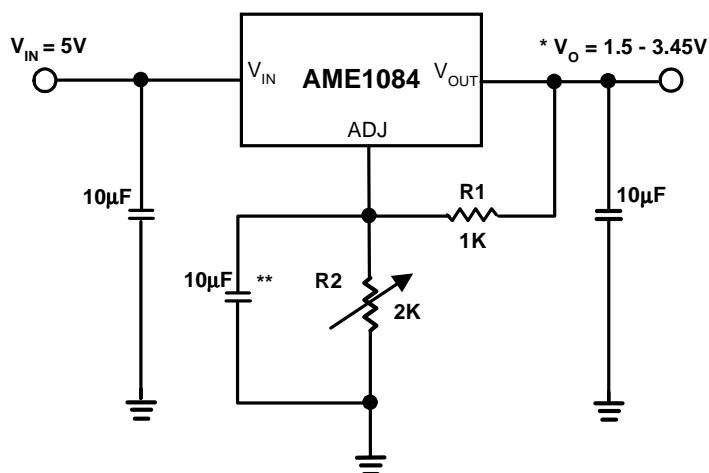 V_IN = 5V
* V_O = 1.5 - 3.45V
V_IN
AME1084
V_OUT
ADJ
10μF
R1
10μF
1K
10μF **
R2
2K